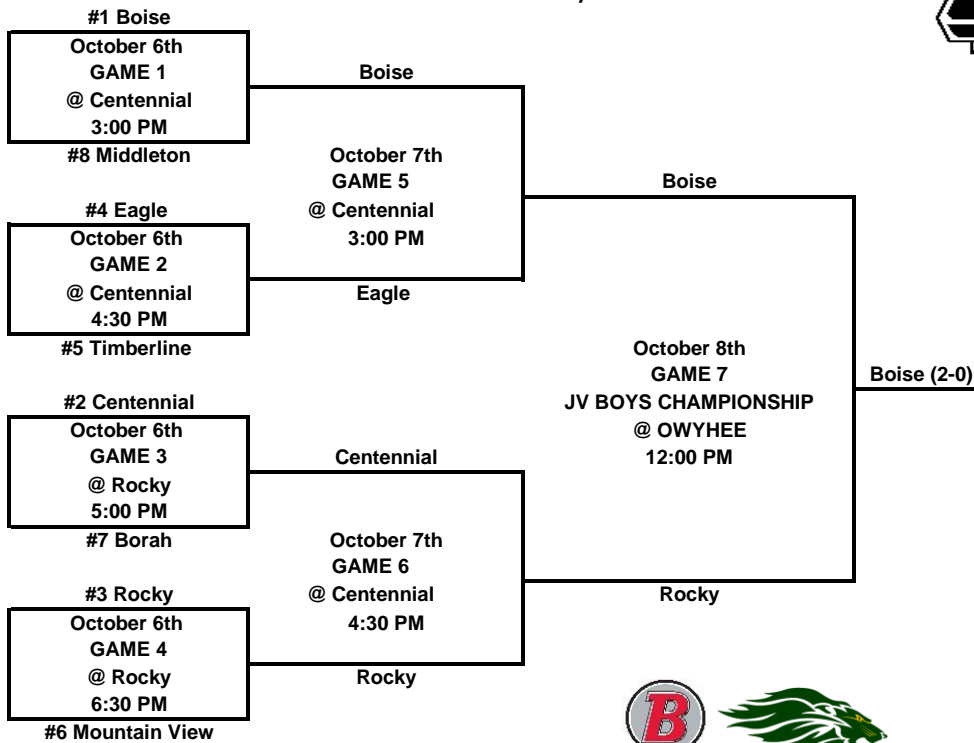 #1 Boise
October 6th
GAME 1
@ Centennial
3:00 PM
#8 Middleton
Boise
#4 Eagle
October 6th
GAME 2
@ Centennial
4:30 PM
#5 Timberline
October 7th
GAME 5
@ Centennial
3:00 PM
Eagle
Boise
#2 Centennial
October 6th
GAME 3
@ Rocky
5:00 PM
#7 Borah
Centennial
#3 Rocky
October 6th
GAME 4
@ Rocky
6:30 PM
#6 Mountain View
October 7th
GAME 6
@ Centennial
4:30 PM
Rocky
Rocky
October 8th
GAME 7
JV BOYS CHAMPIONSHIP
@ OWYHEE
12:00 PM
Boise (2-0)
B